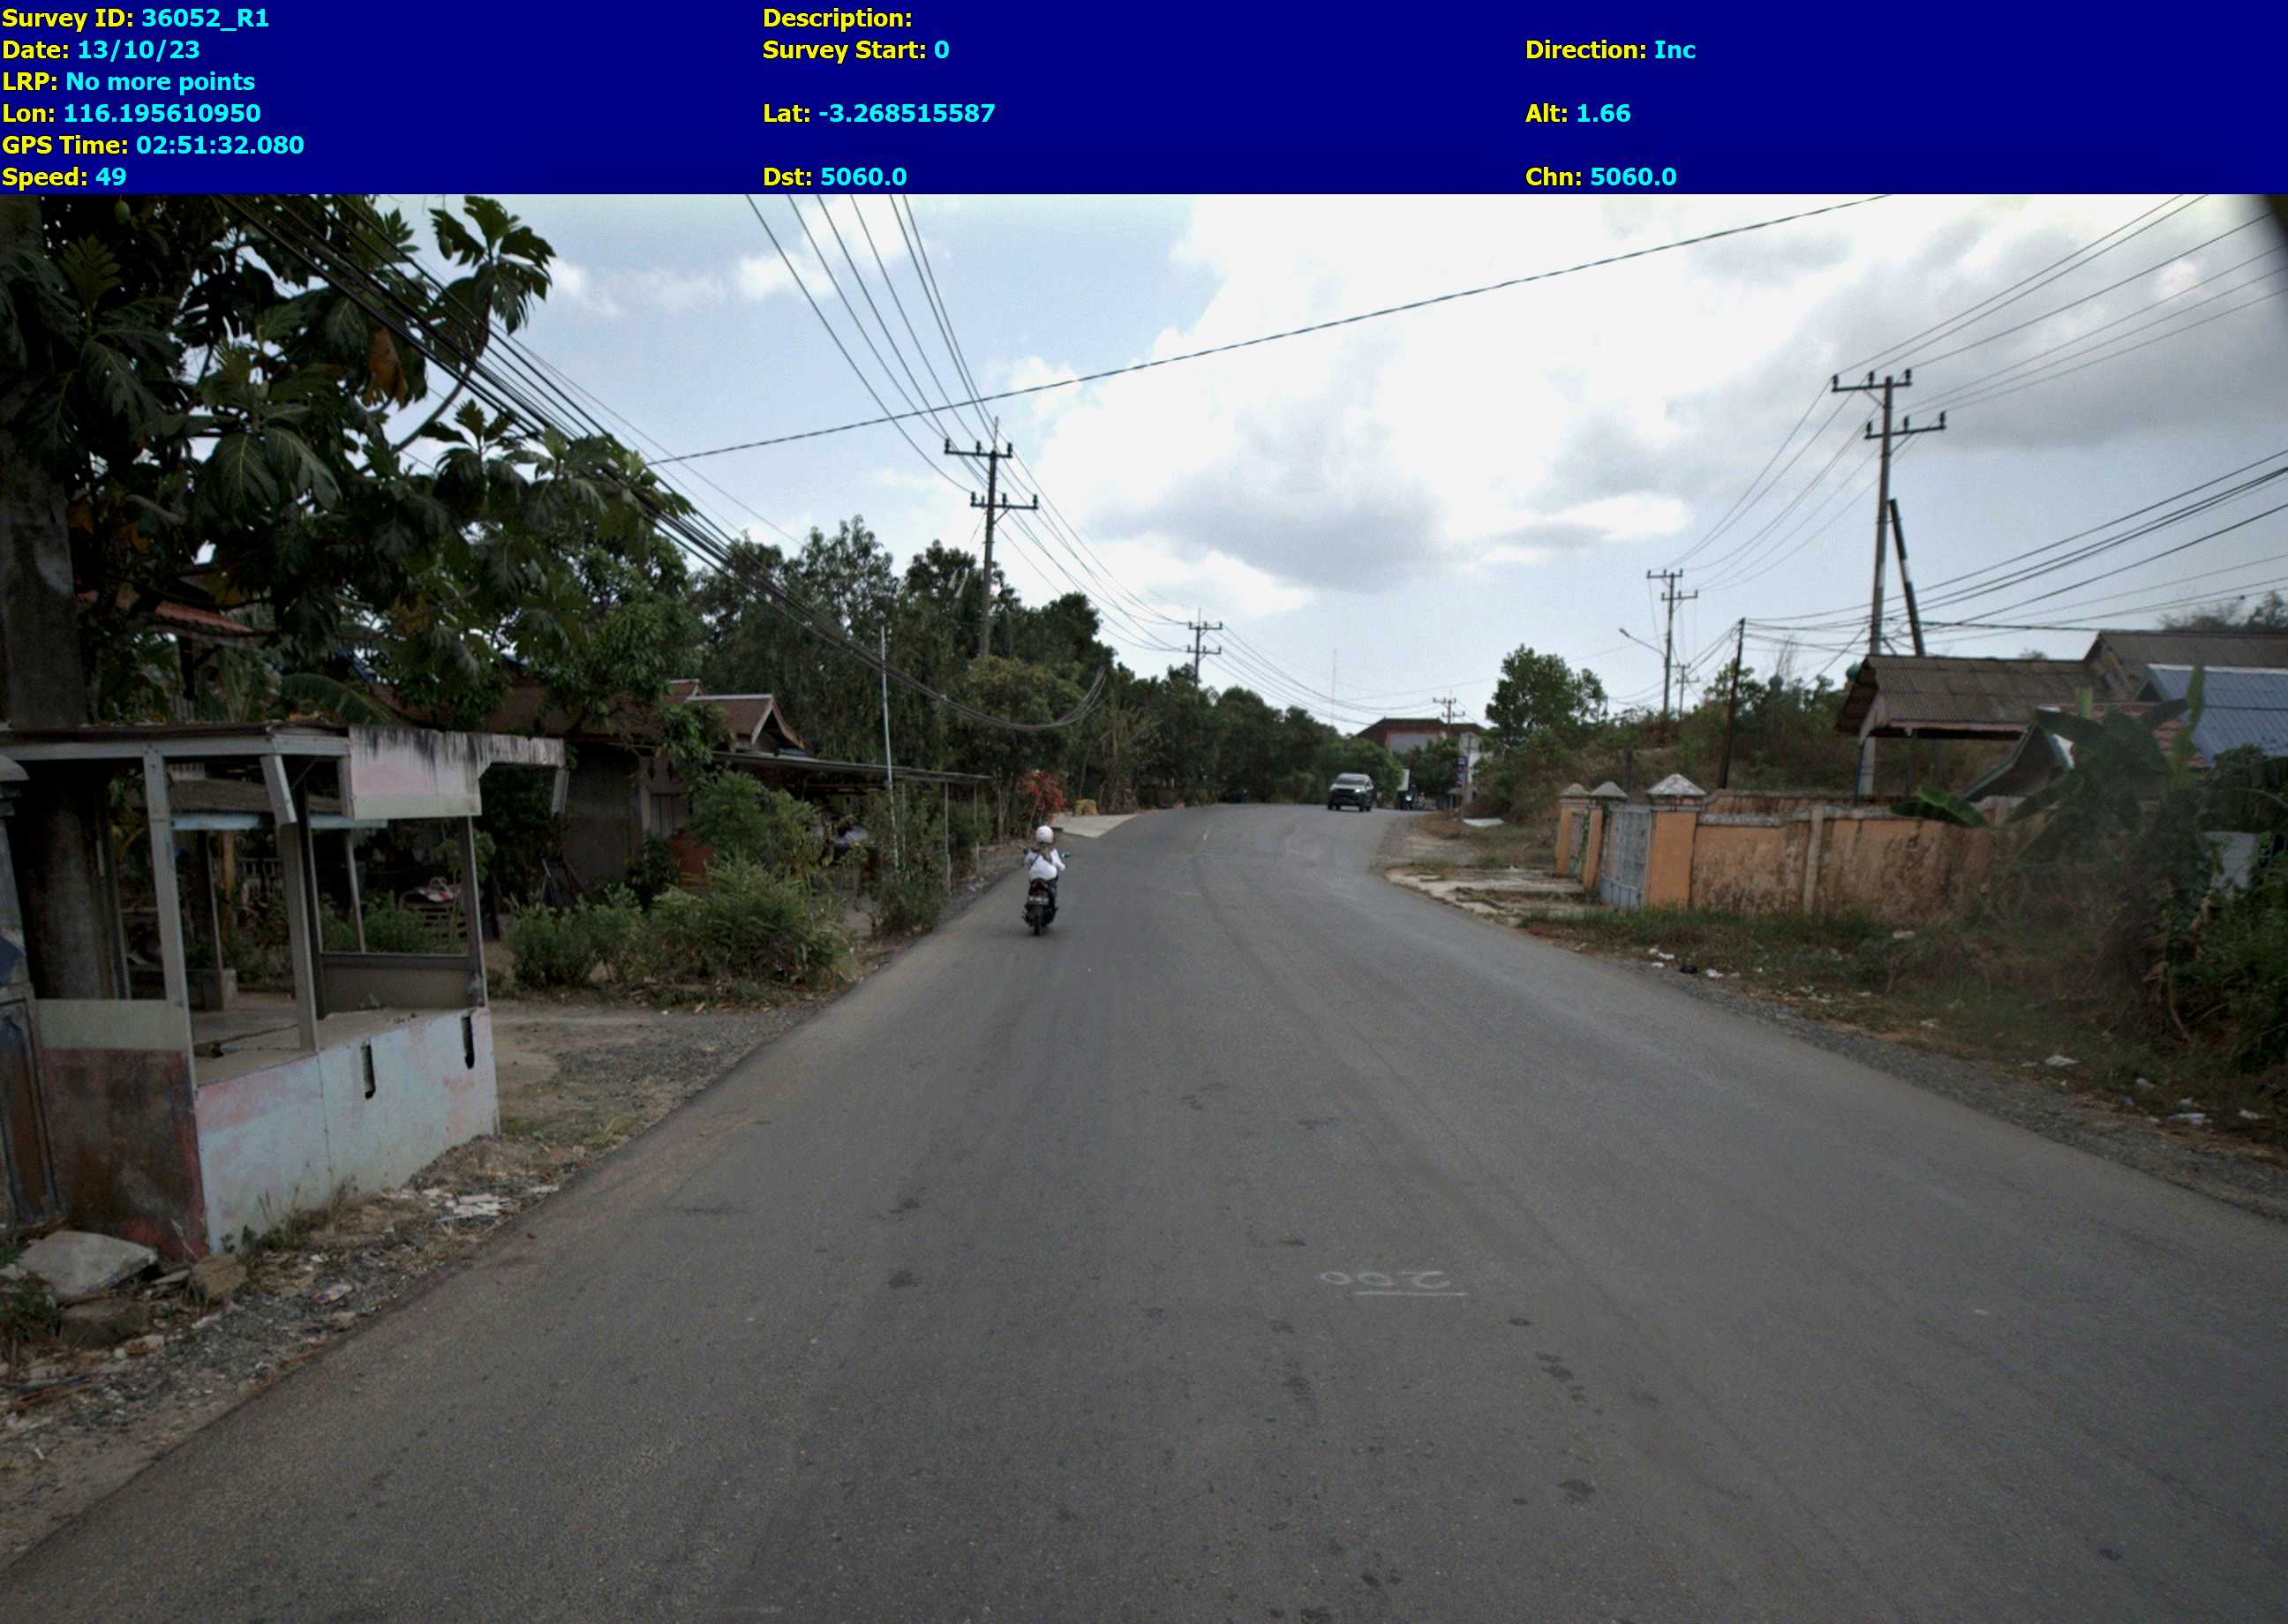 Survey ID: 36052_R1
Description:
Date: 13/10/23
Survey Start: 0
Direction: Inc
LRP: No more points
Lon: 116.195610950
Lat: -3.268515587
Alt: 1.66
GPS Time: 02:51:32.080
Speed: 49
Dst: 5060.0
Chn: 5060.0
200